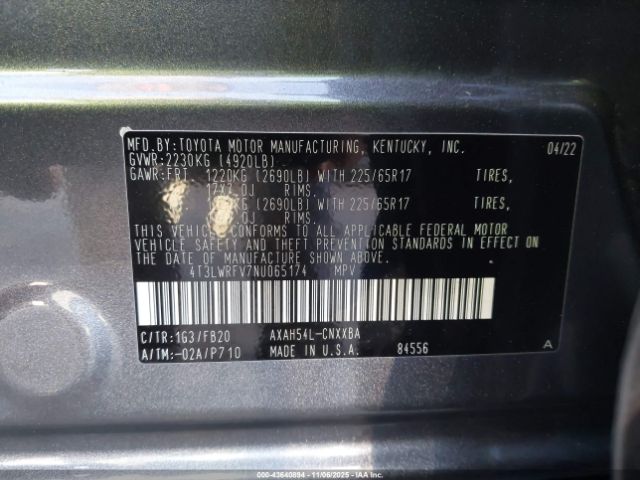 MFD.BY:TOYOTA MOTOR MANUFACTURING, KENTUCKY, INC. 04/22
GVWR:2230KG (4920LB)
GAWR:FRT. 1220KG (2690LB) WITH 225/65R17 TIRES,
17X7.0J RIMS,
(2690LB) WITH 225/65R17 TIRES,
RIMS.
THIS VEHICLE CONFORMS TO ALL APPLICABLE FEDERAL MOTOR
VEHICLE SAFETY AND THEFT PREVENTION STANDARDS IN EFFECT ON
THE DATE OF MANUFACTURE SHOWN ABOVE.
4T3LWRFV7NU065174 MPV
C/TR:1G3/FB20 AXAH54L-CNXXBA
A/TM:-02A/P710 MADE IN U.S.A. 84556 A
00-43640894 - 11/06/2025 - IAA Inc.